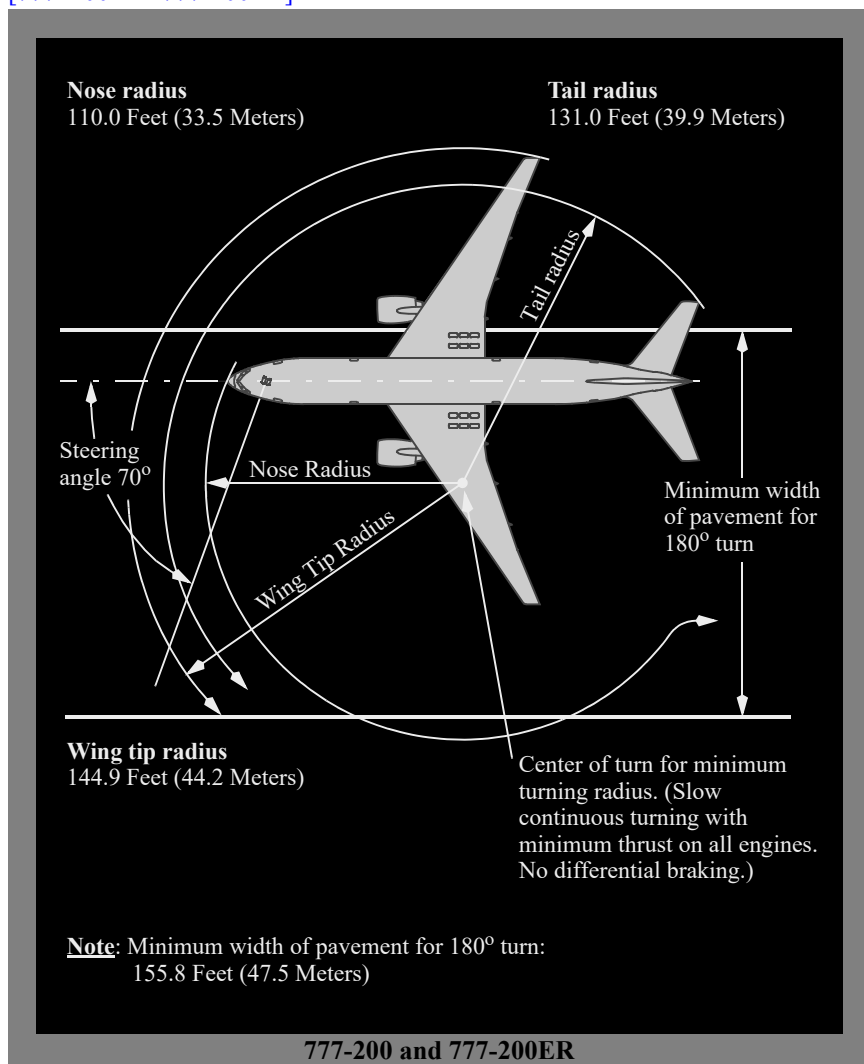 Nose radius
110.0 Feet (33.5 Meters)
Tail radius
131.0 Feet (39.9 Meters)
Tail radius
Steering
angle 70o
Nose Radius
Wing Tip Radius
Minimum width
of pavement for
180o turn
Wing tip radius
144.9 Feet (44.2 Meters)
Center of turn for minimum
turning radius. (Slow
continuous turning with
minimum thrust on all engines.
No differential braking.)
Note: Minimum width of pavement for 180o turn:
155.8 Feet (47.5 Meters)
777-200 and 777-200ER